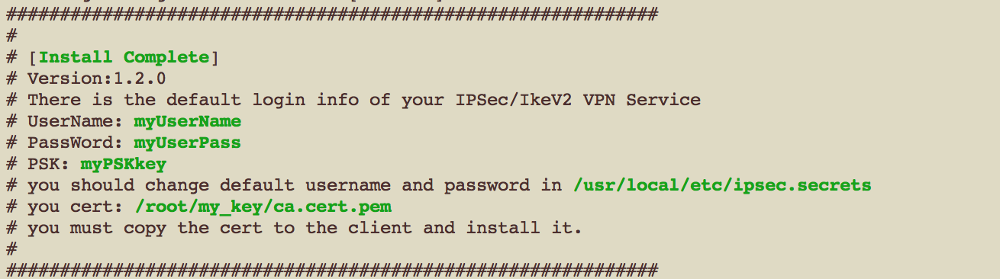 ############################################################# 
#
# [Install Complete]
# Version:1.2.0
# There is the default login info of your IPSec/IkeV2 VPN Service
# UserName: myUserName
# PassWord: myUserPass
# PSK: myPSKkey
# you should change default username and password in /usr/local/etc/ipsec.secrets
# you cert: /root/my_key/ca.cert.pem
# you must copy the cert to the client and install it.
#
#############################################################